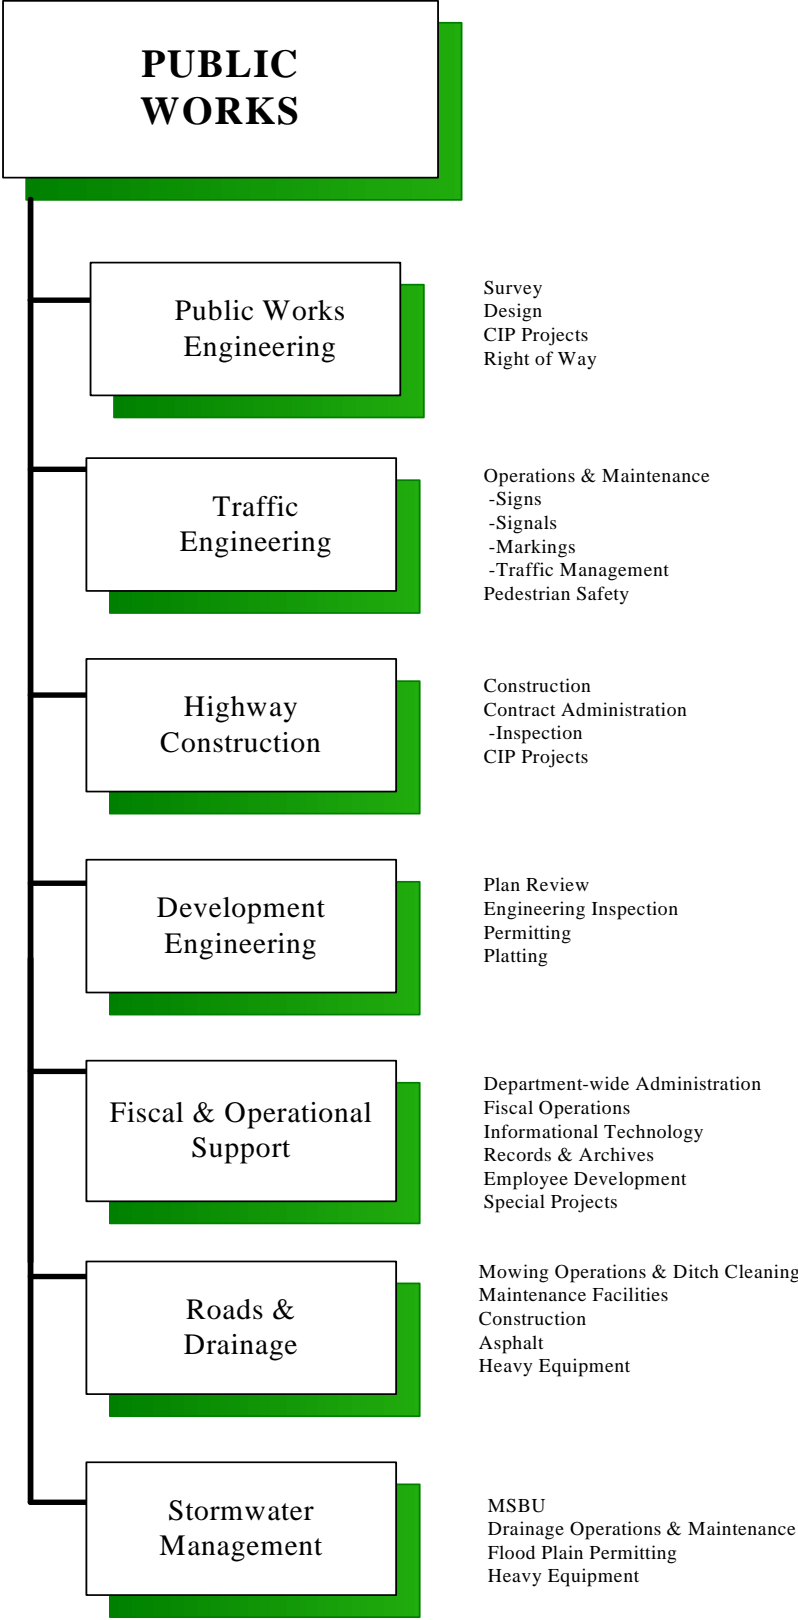 PUBLIC
WORKS
Public Works
Engineering
Survey
Design
CIP Projects
Right of Way
Traffic
Engineering
Operations & Maintenance
-Signs
-Signals
-Markings
-Traffic Management
Pedestrian Safety
Highway
Construction
Construction
Contract Administration
-Inspection
CIP Projects
Development
Engineering
Plan Review
Engineering Inspection
Permitting
Platting
Fiscal & Operational
Support
Department-wide Administration
Fiscal Operations
Informational Technology
Records & Archives
Employee Development
Special Projects
Roads &
Drainage
Mowing Operations & Ditch Cleaning
Maintenance Facilities
Construction
Asphalt
Heavy Equipment
Stormwater
Management
MSBU
Drainage Operations & Maintenance
Flood Plain Permitting
Heavy Equipment